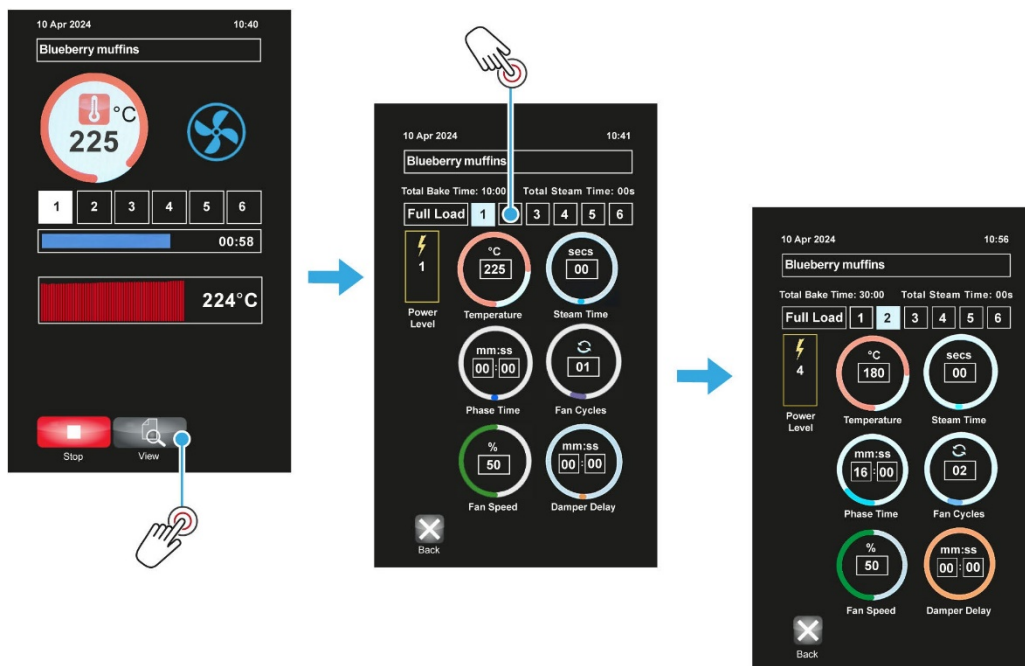 10 Apr 2024 10:40
Blueberry muffins
°C
225
1 2 3 4 5 6
00:58
224°C
Stop View
10 Apr 2024 10:41
Blueberry muffins
Total Bake Time: 10:00 Total Steam Time: 00s
Full Load 1 3 4 5 6
1
Power
Level
°C
225
Temperature
secs
00
Steam Time
mm:ss
00:00
Phase Time
01
Fan Cycles
%
50
Fan Speed
mm:ss
00:00
Damper Delay
Back
10 Apr 2024 10:56
Blueberry muffins
Total Bake Time: 30:00 Total Steam Time: 00s
Full Load 1 2 3 4 5 6
4
Power
Level
°C
180
Temperature
secs
00
Steam Time
mm:ss
16:00
Phase Time
02
Fan Cycles
%
50
Fan Speed
mm:ss
00:00
Damper Delay
Back